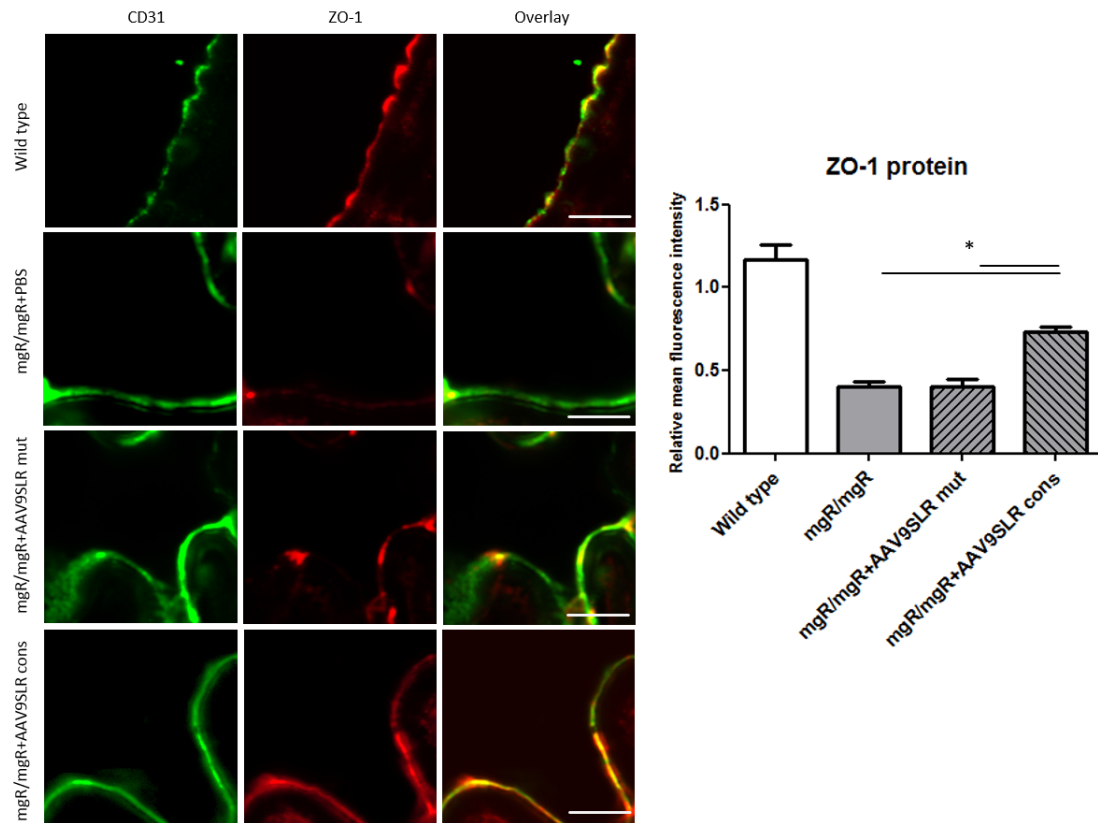 CD31 ZO-1 Overlay
Wild type
mgR/mgR+PBS
mgR/mgR+AAV9SLR mut
mgR/mgR+AAV9SLR cons
ZO-1 protein
Relative mean fluorescence intensity
1.5
1.0
0.5
0.0
*
Wild type
mgR/mgR
mgR/mgR+AAV9SLR mut
mgR/mgR+AAV9SLR cons